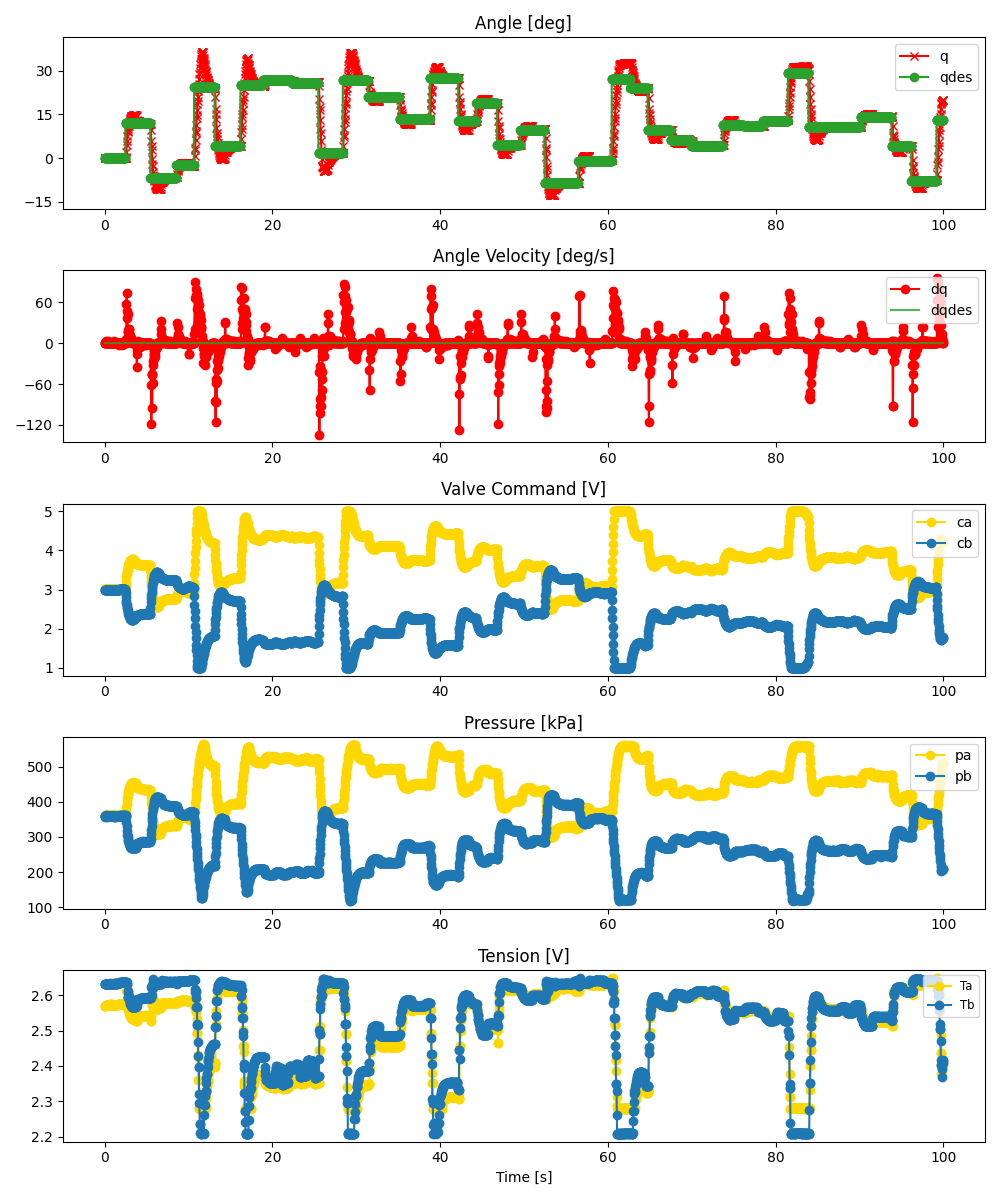 Angle [deg]
30
15
0
−15
q
qdes
0 20 40 60 80 100
Angle Velocity [deg/s]
60
0
−60
−120
dq
dqdes
0 20 40 60 80 100
Valve Command [V]
5
4
3
2
1
ca
cb
0 20 40 60 80 100
Pressure [kPa]
500
400
300
200
100
pa
pb
0 20 40 60 80 100
Tension [V]
2.6
2.5
2.4
2.3
2.2
Ta
Tb
0 20 40 60 80 100
Time [s]